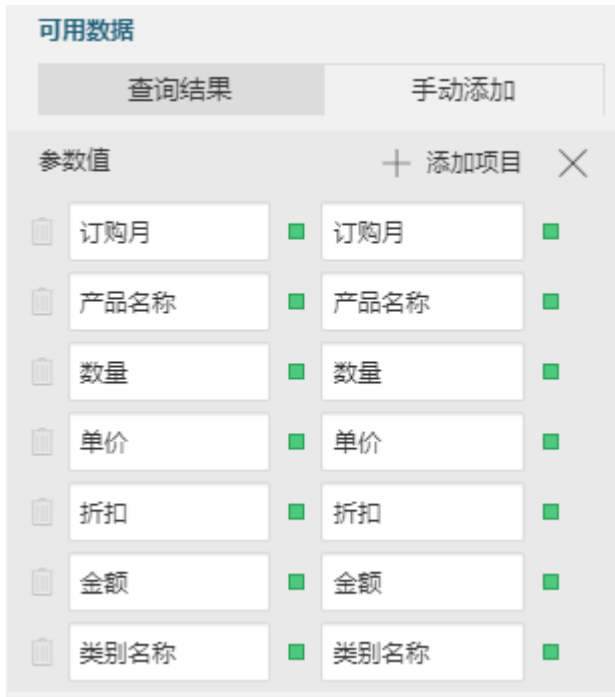 可用数据
查询结果 手动添加
参数值 添加项目
订购月 订购月
产品名称 产品名称
数量 数量
单价 单价
折扣 折扣
金额 金额
类别名称 类别名称